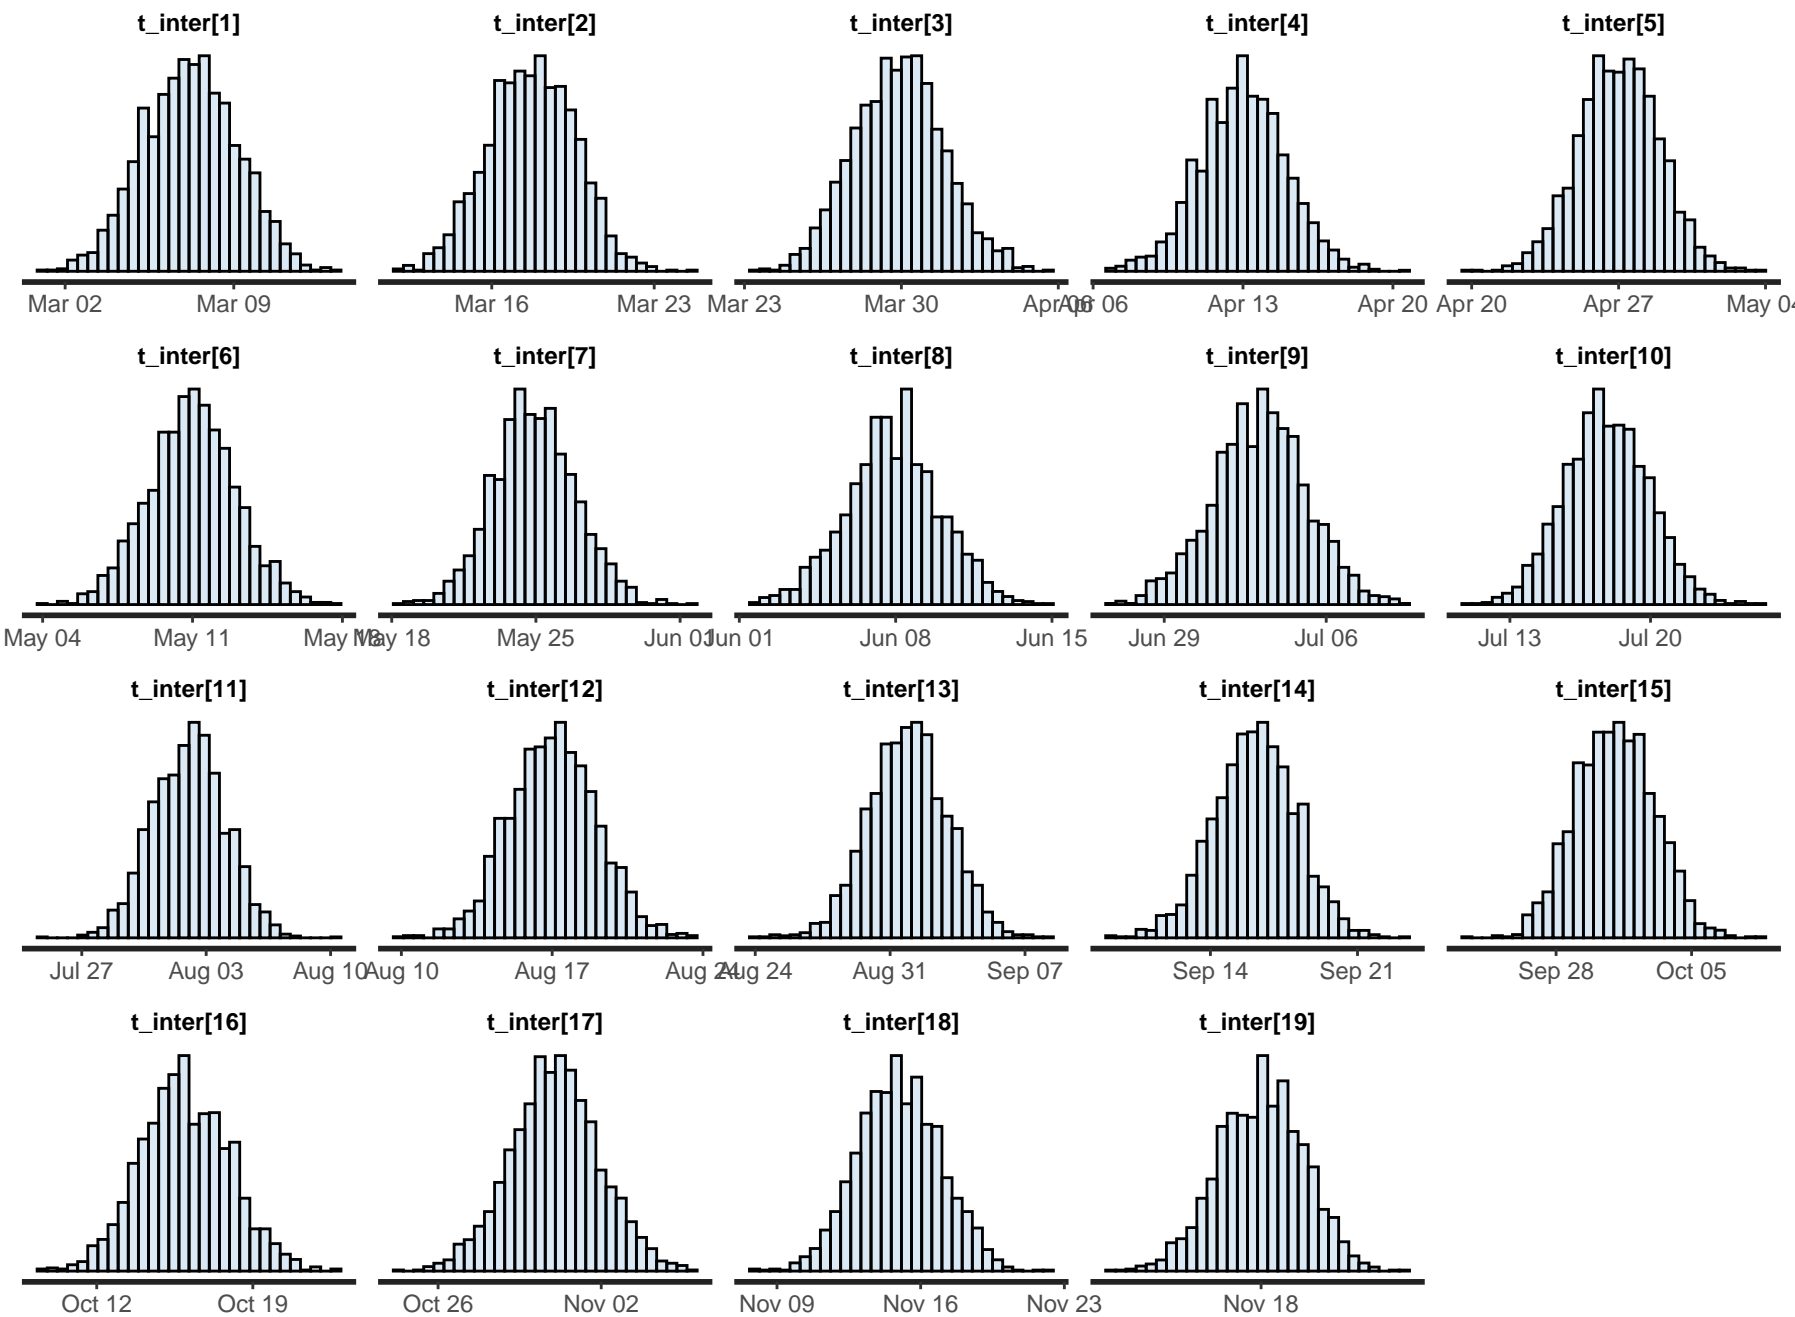 t_inter[1] t_inter[2] t_inter[3] t_inter[4] t_inter[5]
Mar 02 Mar 09 Mar 16 Mar 23 Mar 23 Mar 30 Apr 06 Apr 06 Apr 13 Apr 20 Apr 20 Apr 27 May 04
t_inter[6] t_inter[7] t_inter[8] t_inter[9] t_inter[10]
May 04 May 11 May 18 May 18 May 25 Jun 01 Jun 01 Jun 08 Jun 15 Jun 29 Jul 06 Jul 13 Jul 20
t_inter[11] t_inter[12] t_inter[13] t_inter[14] t_inter[15]
Jul 27 Aug 03 Aug 10 Aug 10 Aug 17 Aug 24 Aug 24 Aug 31 Sep 07 Sep 14 Sep 21 Sep 28 Oct 05
t_inter[16] t_inter[17] t_inter[18] t_inter[19]
Oct 12 Oct 19 Oct 26 Nov 02 Nov 09 Nov 16 Nov 23 Nov 18